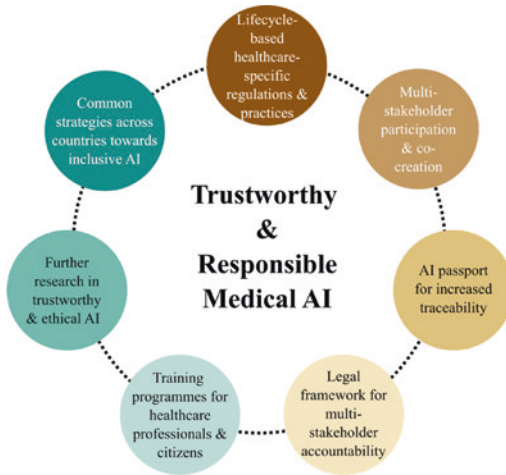 Lifecycle-
based
healthcare-
specific
regulations &
practices
Multi-
stakeholder
participation
& co-
creation
AI passport
for increased
traceability
Legal
framework for
multi-
stakeholder
accountability
Training
programmes for
healthcare
professionals &
citizens
Further
research in
trustworthy
& ethical AI
Common
strategies across
countries towards
inclusive AI
Trustworthy
&
Responsible
Medical AI